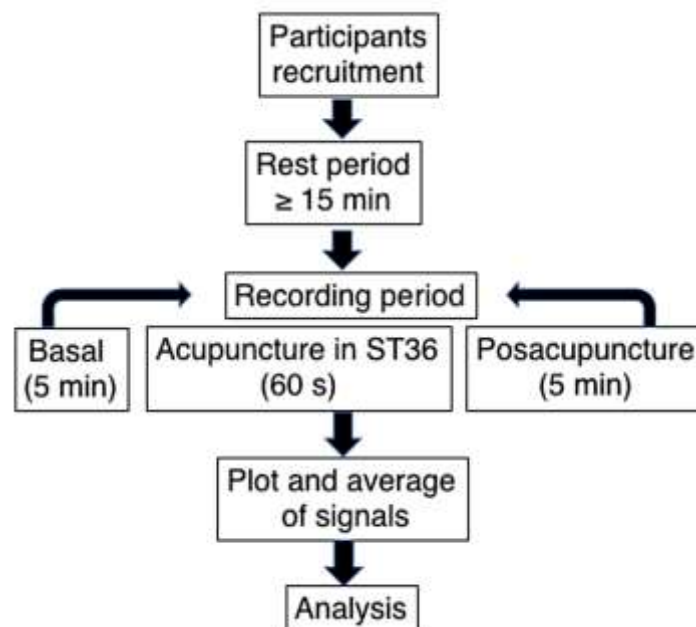 Participants
recruitment
Rest period
≥ 15 min
Recording period
Basal
(5 min)
Acupuncture in ST36
(60 s)
Posacupuncture
(5 min)
Plot and average
of signals
Analysis